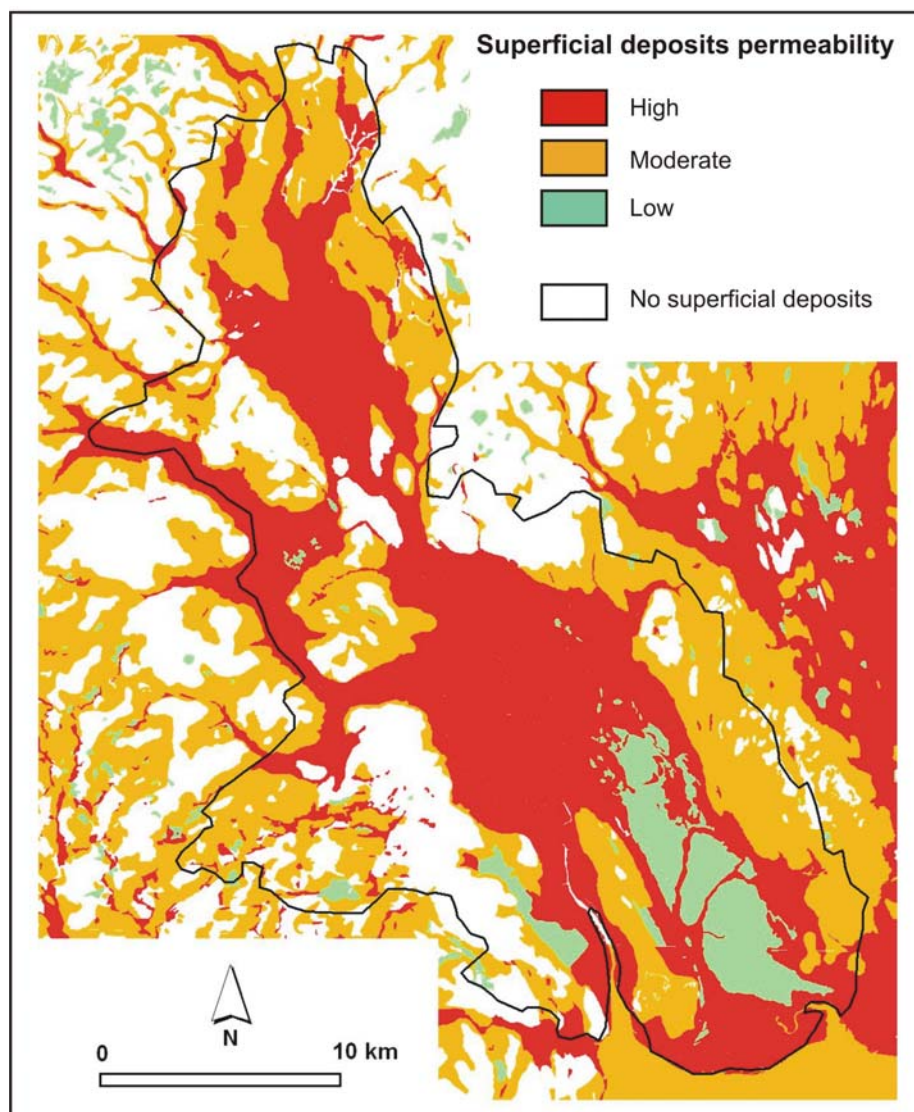 Superficial deposits permeability
High
Moderate
Low
No superficial deposits
N
0 10 km